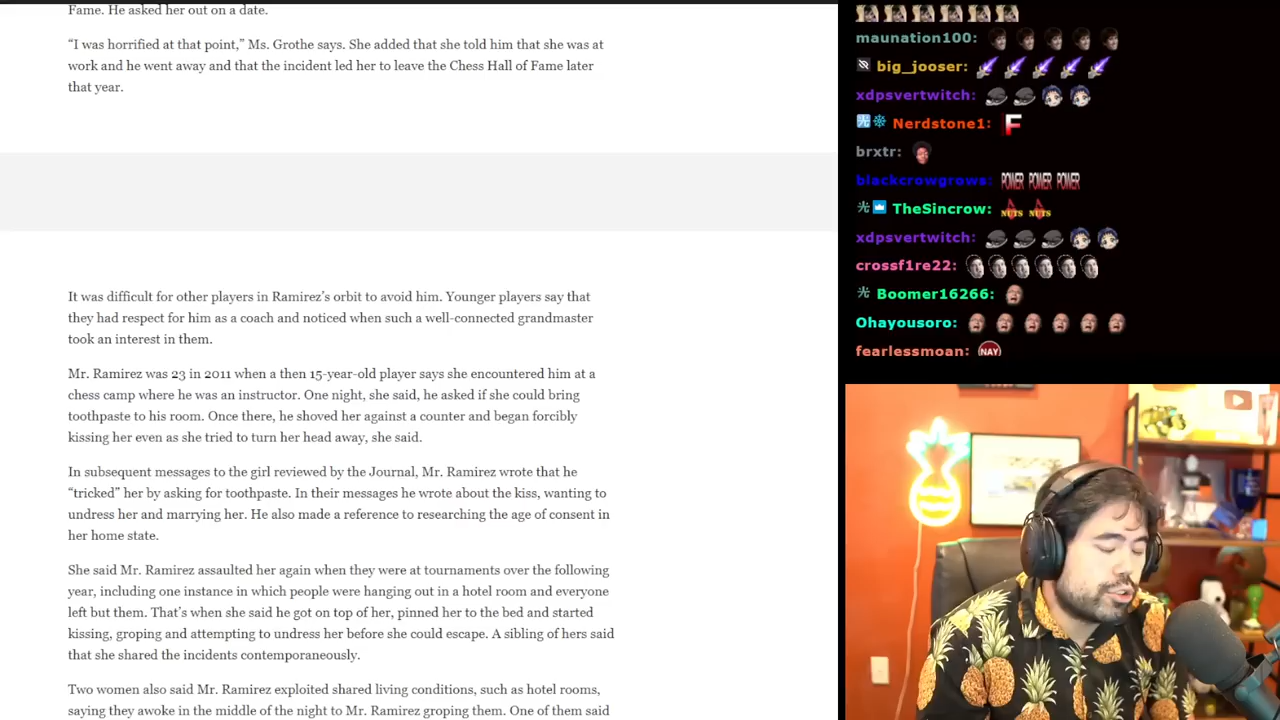 Fame. He asked her out on a date.
“I was horrified at that point,” Ms. Grothe says. She added that she told him that she was at
work and he went away and that the incident led her to leave the Chess Hall of Fame later
that year.
It was difficult for other players in Ramirez’s orbit to avoid him. Younger players say that
they had respect for him as a coach and noticed when such a well-connected grandmaster
took an interest in them.
Mr. Ramirez was 23 in 2011 when a then 15-year-old player says she encountered him at a
chess camp where he was an instructor. One night, she said, he asked if she could bring
toothpaste to his room. Once there, he shoved her against a counter and began forcibly
kissing her even as she tried to turn her head away, she said.
In subsequent messages to the girl reviewed by the Journal, Mr. Ramirez wrote that he
“tricked” her by asking for toothpaste. In their messages he wrote about the kiss, wanting to
undress her and marrying her. He also made a reference to researching the age of consent in
her home state.
She said Mr. Ramirez assaulted her again when they were at tournaments over the following
year, including one instance in which people were hanging out in a hotel room and everyone
left but them. That’s when she said he got on top of her, pinned her to the bed and started
kissing, groping and attempting to undress her before she could escape. A sibling of hers said
that she shared the incidents contemporaneously.
Two women also said Mr. Ramirez exploited shared living conditions, such as hotel rooms,
saying they awoke in the middle of the night to Mr. Ramirez groping them. One of them said
maunation100:
big_jooser:
xdpsvertwitch:
Nerdstone1: F
brxtr:
blackcrowgrows: POWER POWER POWER
TheSincrow: NUTS NUTS
xdpsvertwitch:
crossf1re22:
Boomer16266:
Ohayousoro:
fearlessmoan: NAY